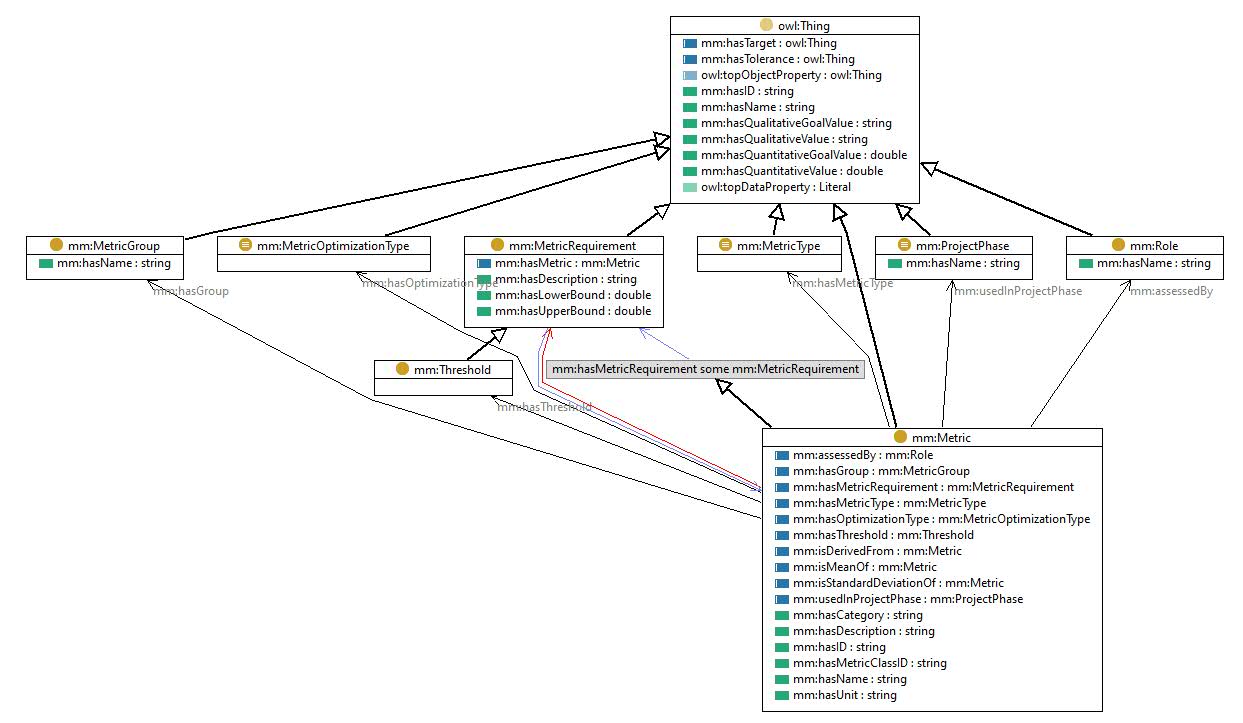 owl:Thing
mm:hasTarget : owl:Thing
mm:hasTolerance : owl:Thing
owl:topObjectProperty : owl:Thing
mm:hasID : string
mm:hasName : string
mm:hasQualitativeGoalValue : string
mm:hasQualitativeValue : string
mm:hasQuantitativeGoalValue : double
mm:hasQuantitativeValue : double
owl:topDataProperty : Literal
mm:MetricGroup
mm:hasName : string
mm:MetricOptimizationType
mm:MetricRequirement
mm:hasMetric : mm:Metric
mm:hasDescription : string
mm:hasLowerBound : double
mm:hasUpperBound : double
mm:MetricType
mm:ProjectPhase
mm:hasName : string
mm:Role
mm:hasName : string
mm:hasGroup
mm:hasOptimizationType
mm:hasMetricType
mm:usedInProjectPhase
mm:assessedBy
mm:Threshold
mm:hasMetricRequirement some mm:MetricRequirement
mm:hasThreshold
mm:Metric
mm:assessedBy : mm:Role
mm:hasGroup : mm:MetricGroup
mm:hasMetricRequirement : mm:MetricRequirement
mm:hasMetricType : mm:MetricType
mm:hasOptimizationType : mm:MetricOptimizationType
mm:hasThreshold : mm:Threshold
mm:isDerivedFrom : mm:Metric
mm:isMeanOf : mm:Metric
mm:isStandardDeviationOf : mm:Metric
mm:usedInProjectPhase : mm:ProjectPhase
mm:hasCategory : string
mm:hasDescription : string
mm:hasID : string
mm:hasMetricClassID : string
mm:hasName : string
mm:hasUnit : string